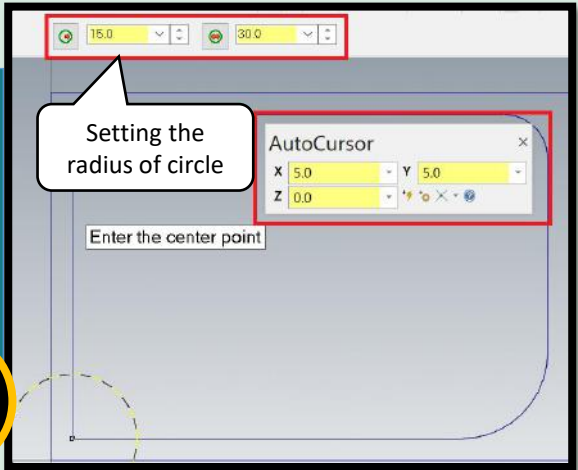 15.0 30.0
Setting the
radius of circle
AutoCursor
X 5.0 Y 5.0
Z 0.0
Enter the center point